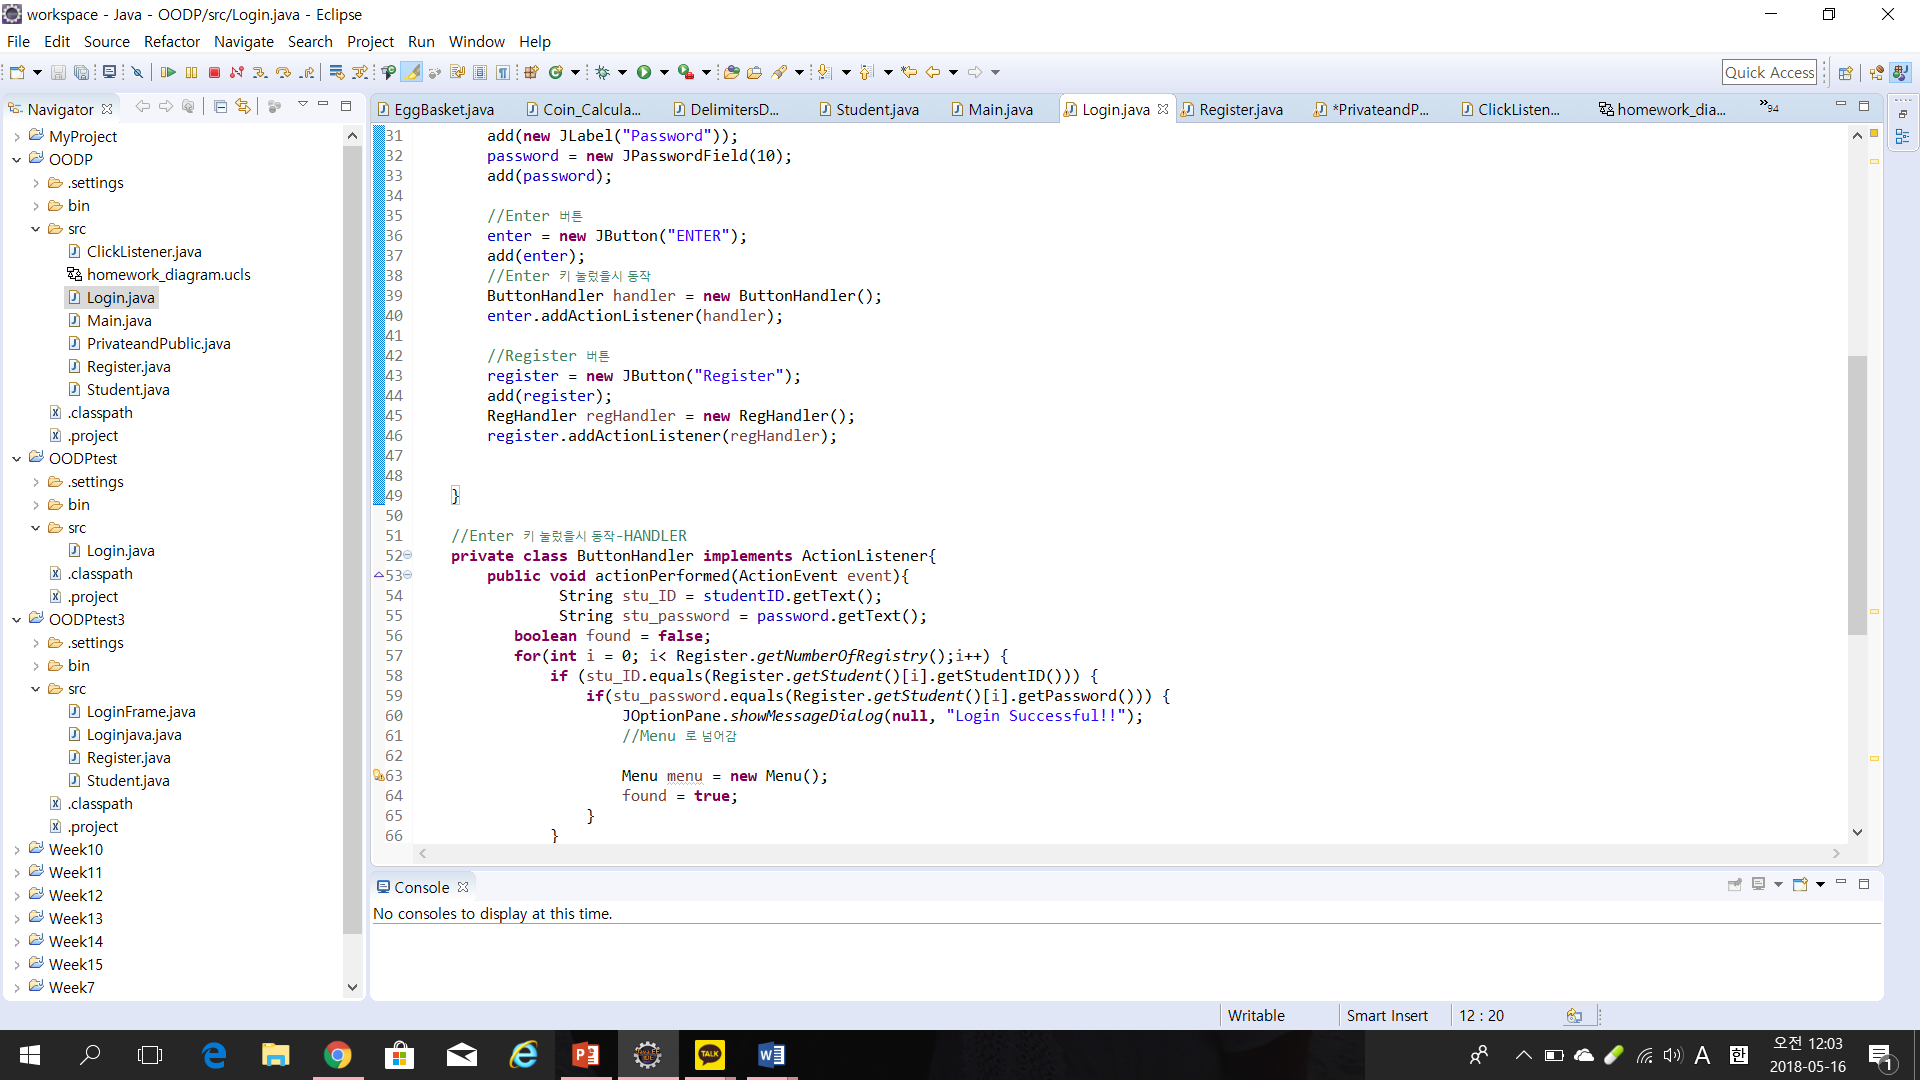 workspace - Java - OODP/src/Login.java - Eclipse
File Edit Source Refactor Navigate Search Project Run Window Help
Quick Access
Navigator
MyProject
OODP
.settings
bin
src
ClickListener.java
homework_diagram.ucls
Login.java
Main.java
PrivateandPublic.java
Register.java
Student.java
.classpath
.project
OODPtest
.settings
bin
src
Login.java
.classpath
.project
OODPtest3
.settings
bin
src
LoginFrame.java
Loginjava.java
Register.java
Student.java
.classpath
.project
Week10
Week11
Week12
Week13
Week14
Week15
Week7
EggBasket.java Coin_Calcula... DelimitersD... Student.java Main.java Login.java Register.java *PrivateandP... ClickListen... homework_dia... »94
31 add(new JLabel("Password"));
32 password = new JPasswordField(10);
33 add(password);
34
35 //Enter 버튼
36 enter = new JButton("ENTER");
37 add(enter);
38 //Enter 키 눌렀을시 동작
39 ButtonHandler handler = new ButtonHandler();
40 enter.addActionListener(handler);
41
42 //Register 버튼
43 register = new JButton("Register");
44 add(register);
45 RegHandler regHandler = new RegHandler();
46 register.addActionListener(regHandler);
47
48
49 }
50
51 //Enter 키 눌렀을시 동작-HANDLER
52 private class ButtonHandler implements ActionListener{
53 public void actionPerformed(ActionEvent event){
54 String stu_ID = studentID.getText();
55 String stu_password = password.getText();
56 boolean found = false;
57 for(int i = 0; i< Register.getNumberOfRegistry();i++) {
58 if (stu_ID.equals(Register.getStudent()[i].getStudentID())) {
59 if(stu_password.equals(Register.getStudent()[i].getPassword())) {
60 JOptionPane.showMessageDialog(null, "Login Successful!!");
61 //Menu 로 넘어감
62
63 Menu menu = new Menu();
64 found = true;
65 }
66 }
Console
No consoles to display at this time.
Writable Smart Insert 12 : 20
TALK
A 한 오전 12:03
2018-05-16
1